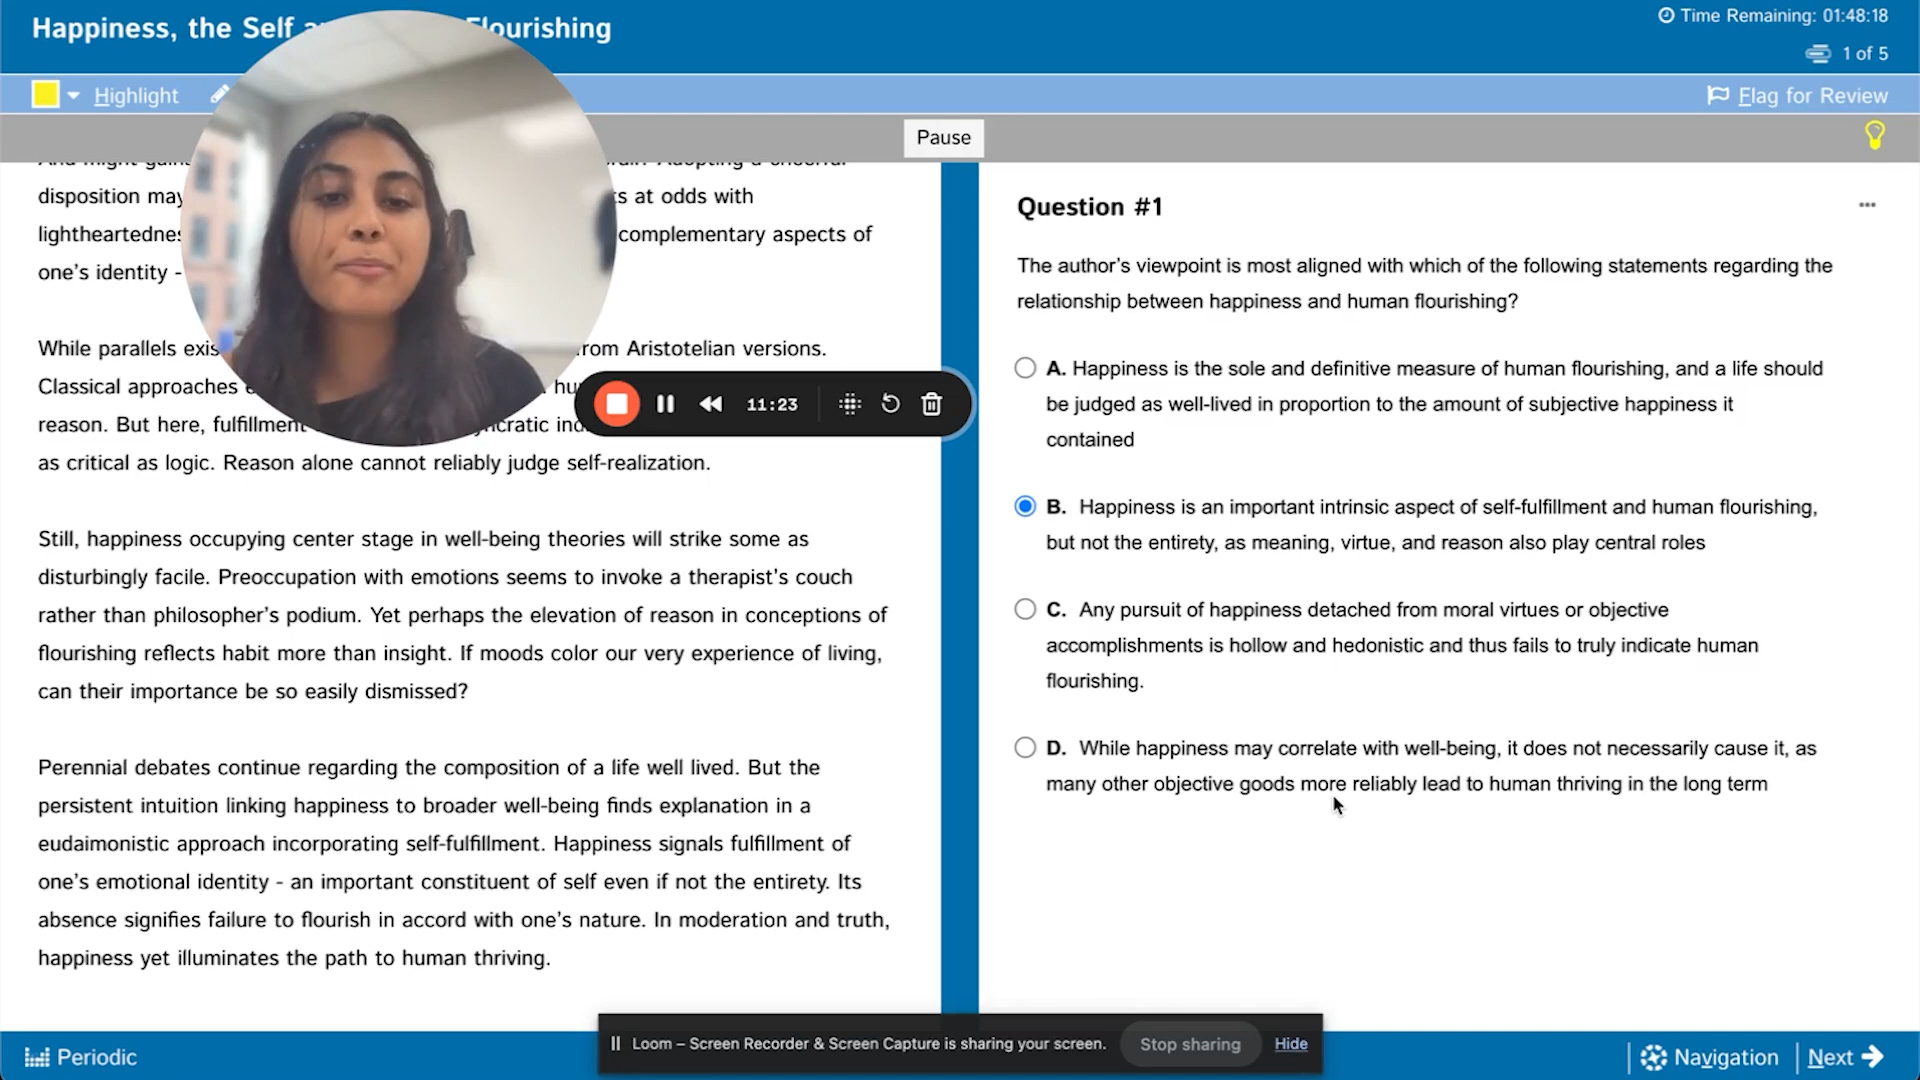 Happiness, the Self a Flourishing
Time Remaining: 01:48:18
1 of 5
Highlight
Flag for Review
Pause
disposition may s at odds with
lightheartednes complementary aspects of
one's identity -
While parallels exis rom Aristotelian versions.
Classical approaches hu
reason. But here, fulfillment cratic ind
as critical as logic. Reason alone cannot reliably judge self-realization.
Still, happiness occupying center stage in well-being theories will strike some as
disturbingly facile. Preoccupation with emotions seems to invoke a therapist's couch
rather than philosopher's podium. Yet perhaps the elevation of reason in conceptions of
flourishing reflects habit more than insight. If moods color our very experience of living,
can their importance be so easily dismissed?
Perennial debates continue regarding the composition of a life well lived. But the
persistent intuition linking happiness to broader well-being finds explanation in a
eudaimonistic approach incorporating self-fulfillment. Happiness signals fulfillment of
one's emotional identity - an important constituent of self even if not the entirety. Its
absence signifies failure to flourish in accord with one's nature. In moderation and truth,
happiness yet illuminates the path to human thriving.
11:23
Question #1
The author's viewpoint is most aligned with which of the following statements regarding the
relationship between happiness and human flourishing?
A. Happiness is the sole and definitive measure of human flourishing, and a life should
be judged as well-lived in proportion to the amount of subjective happiness it
contained
B. Happiness is an important intrinsic aspect of self-fulfillment and human flourishing,
but not the entirety, as meaning, virtue, and reason also play central roles
C. Any pursuit of happiness detached from moral virtues or objective
accomplishments is hollow and hedonistic and thus fails to truly indicate human
flourishing.
D. While happiness may correlate with well-being, it does not necessarily cause it, as
many other objective goods more reliably lead to human thriving in the long term
Loom – Screen Recorder & Screen Capture is sharing your screen.
Stop sharing
Hide
Periodic
Navigation
Next